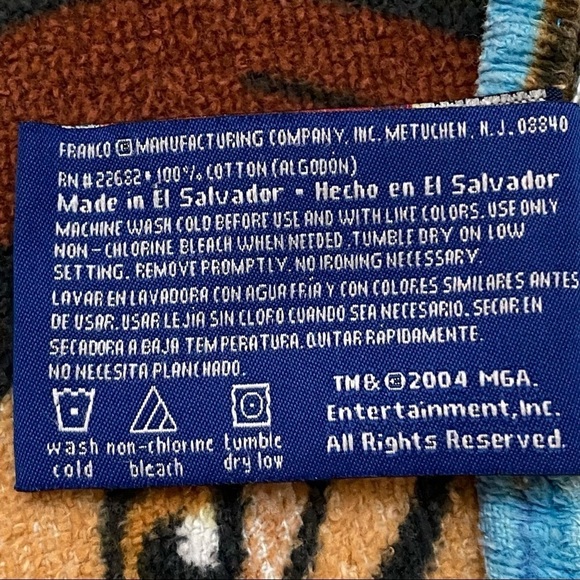 FRANCO © MANUFACTURING COMPANY, INC. METUCHEN, N.J. 08840
RN#22682 • 100% COTTON (ALGODON)
Made in El Salvador - Hecho en El Salvador
MACHINE WASH COLD BEFORE USE AND WITH LIKE COLORS. USE ONLY
NON-CHLORINE BLEACH WHEN NEEDED. TUMBLE DRY ON LOW
SETTING. REMOVE PROMPTLY. NO IRONING NECESSARY.
LAVAR EN LAVADORA CON AGUA FRÍA Y CON COLORES SIMILARES ANTES
DE USAR. USAR LEJÍA SIN CLORO CUANDO SEA NECESARIO. SECAR EN
SECADORA A BAJA TEMPERATURA. QUITAR RÁPIDAMENTE.
NO NECESITA PLANCHADO.
wash cold
non-chlorine bleach
tumble dry low
TM & © 2004 MGA.
Entertainment, Inc.
All Rights Reserved.